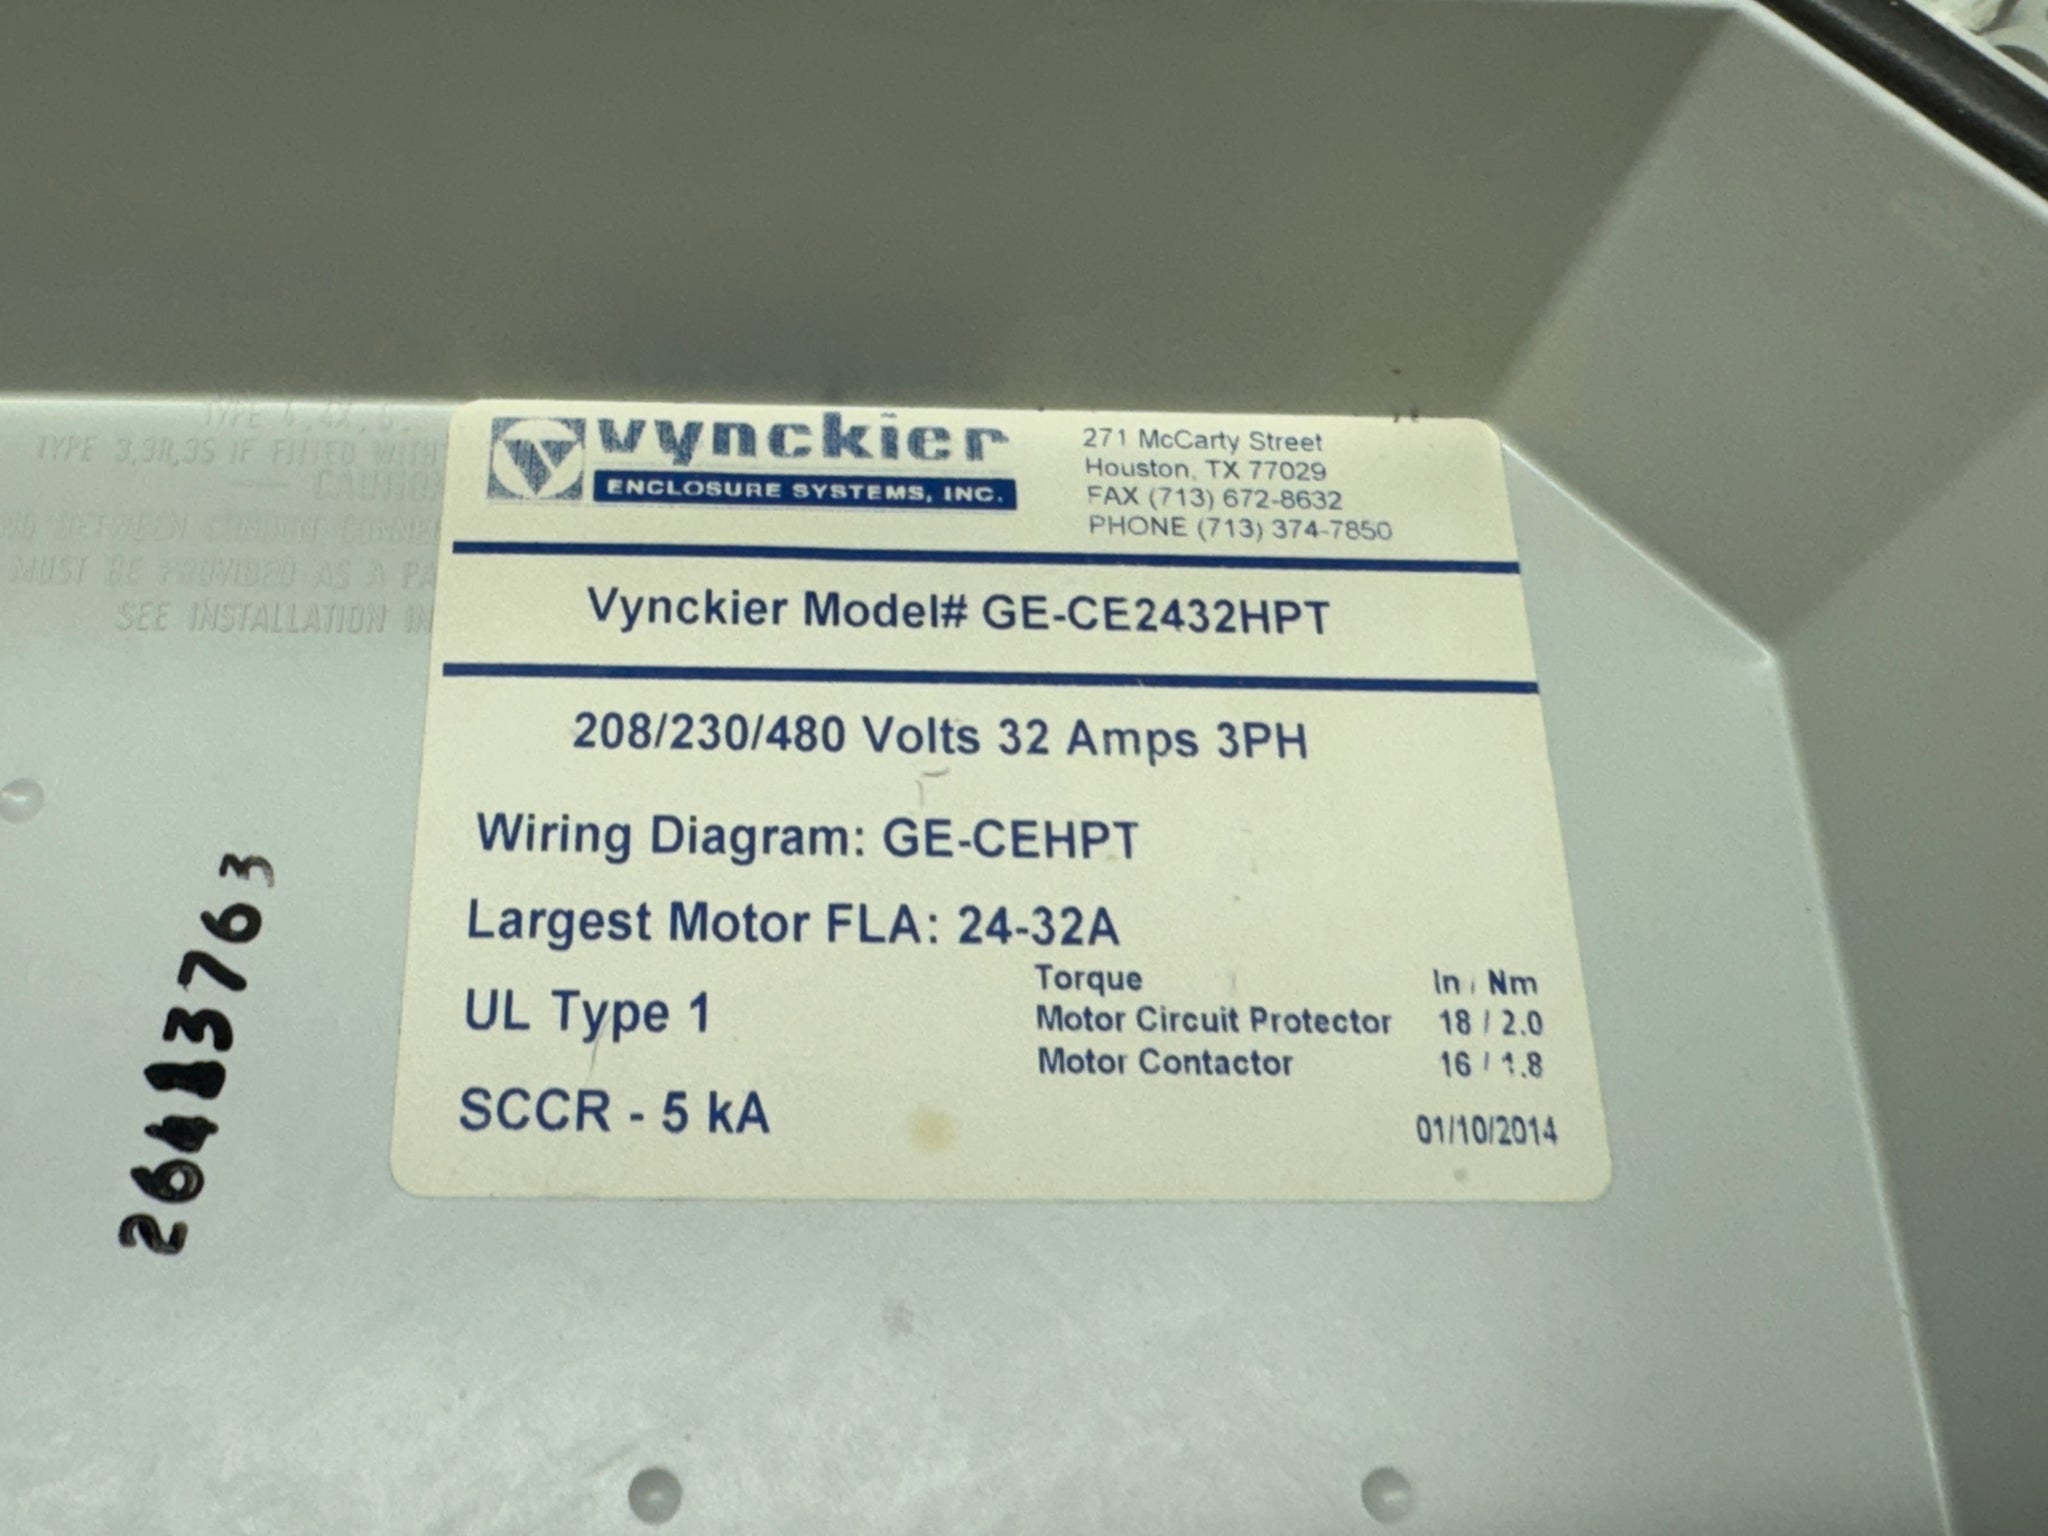 TYPE 3,3R,3S IF FITTED WITH
CAUTION
BETWEEN CONDUIT
MUST BE PROVIDED AS A PA
SEE INSTALLATION IN
vynckier
ENCLOSURE SYSTEMS, INC.
271 McCarty Street
Houston, TX 77029
FAX (713) 672-8632
PHONE (713) 374-7850
Vynckier Model# GE-CE2432HPT
208/230/480 Volts 32 Amps 3PH
Wiring Diagram: GE-CEHPT
Largest Motor FLA: 24-32A
UL Type 1
SCCR - 5 kA
Torque In / Nm
Motor Circuit Protector 18 / 2.0
Motor Contactor 16 / 1.8
01/10/2014
26413763